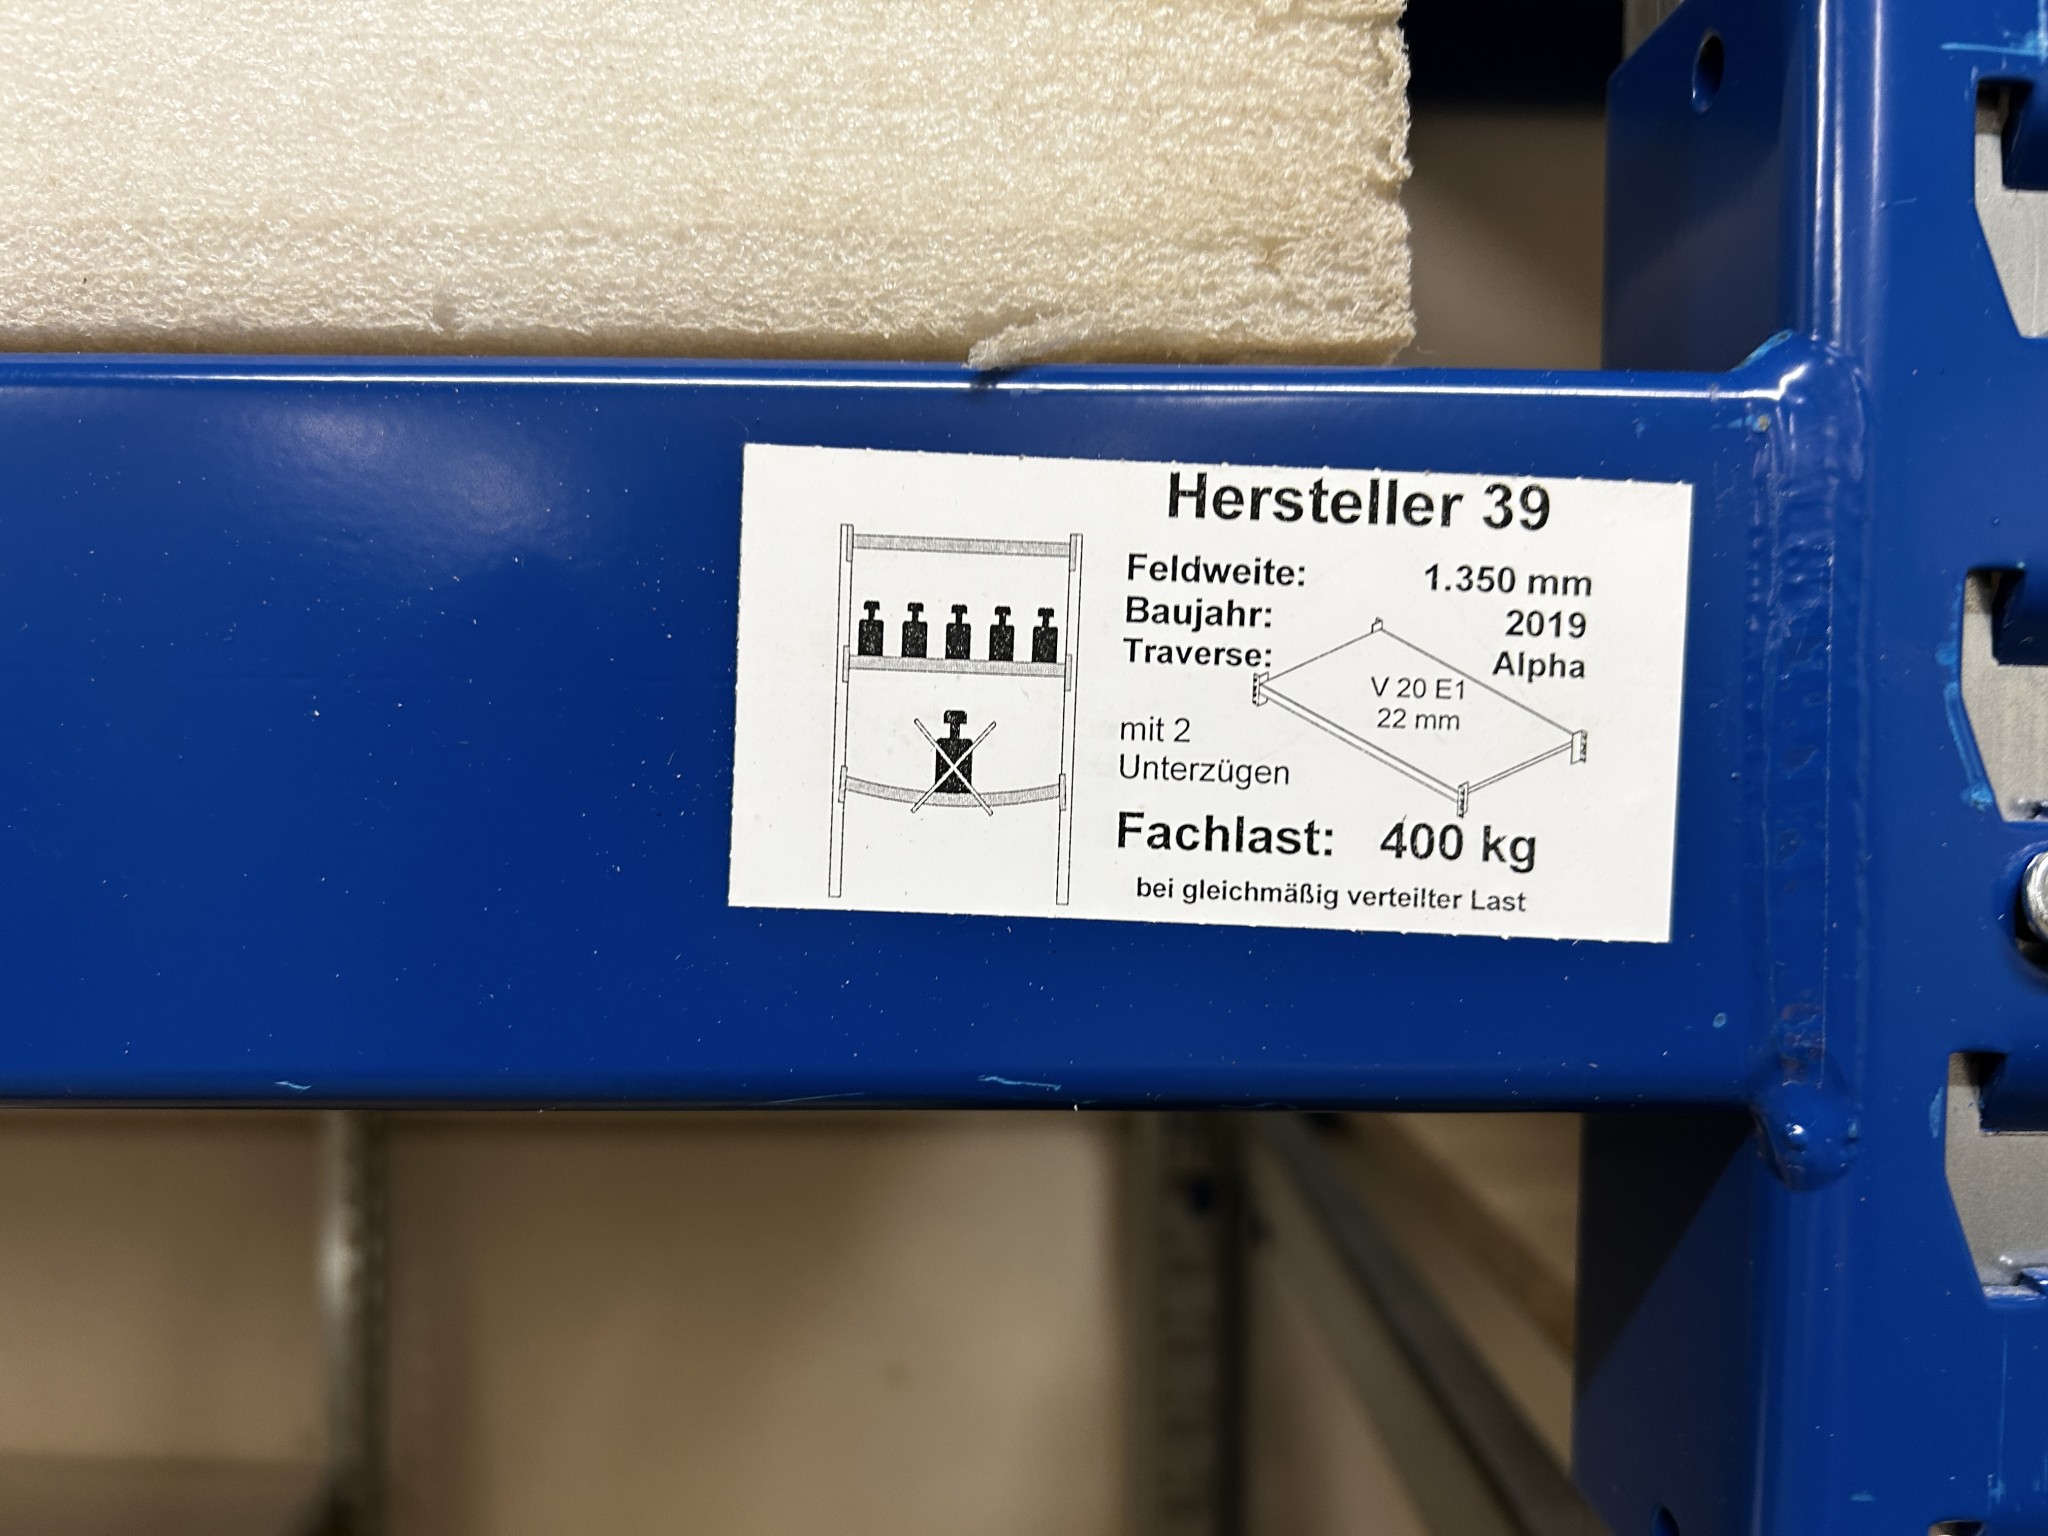 Hersteller 39
Feldweite: 1.350 mm
Baujahr: 2019
Traverse: Alpha
V 20 E1
22 mm
mit 2
Unterzügen
Fachlast: 400 kg
bei gleichmäßig verteilter Last